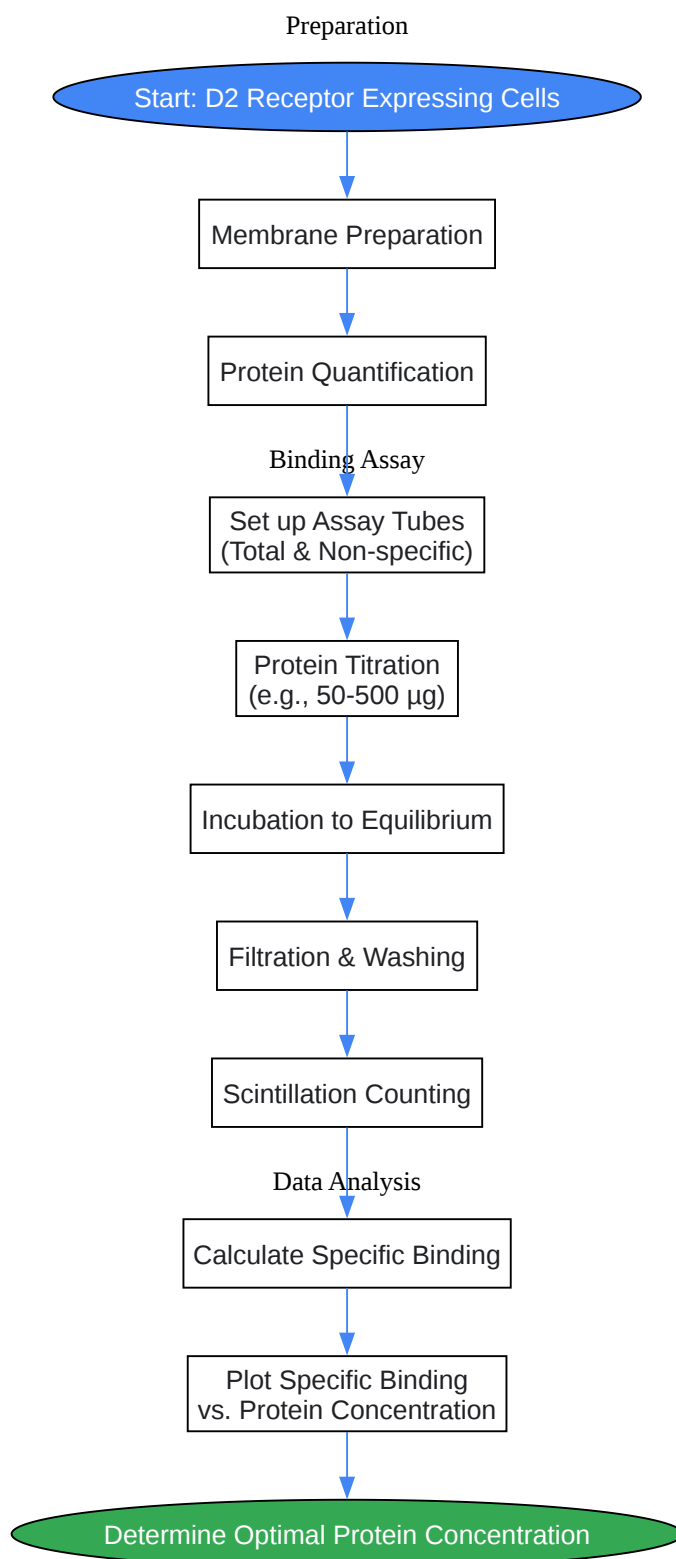 Preparation
Start: D2 Receptor Expressing Cells
Membrane Preparation
Protein Quantification
Binding Assay
Set up Assay Tubes
(Total & Non-specific)
Protein Titration
(e.g., 50-500 µg)
Incubation to Equilibrium
Filtration & Washing
Scintillation Counting
Data Analysis
Calculate Specific Binding
Plot Specific Binding
vs. Protein Concentration
Determine Optimal Protein Concentration